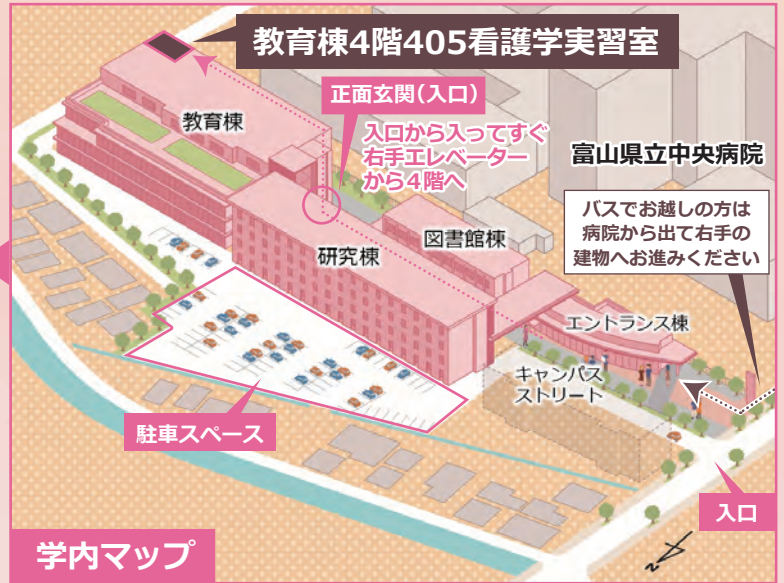 教育棟4階405看護学実習室
正面玄関（入口）
教育棟
入口から入ってすぐ
右手エレベーター
から4階へ
富山県立中央病院
バスでお越しの方は
病院から出て右手の
建物へお進みください
図書館棟
研究棟
エントランス棟
キャンパス
ストリート
駐車スペース
入口
学内マップ